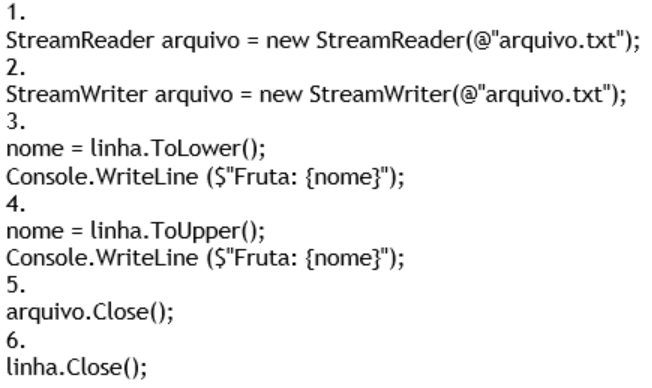 1.
StreamReader arquivo = new StreamReader(@"arquivo.txt");
2.
StreamWriter arquivo = new StreamWriter(@"arquivo.txt");
3.
nome = linha.ToLower();
Console.WriteLine ($"Fruta: {nome}");
4.
nome = linha.ToUpper();
Console.WriteLine ($"Fruta: {nome}");
5.
arquivo.Close();
6.
linha.Close();